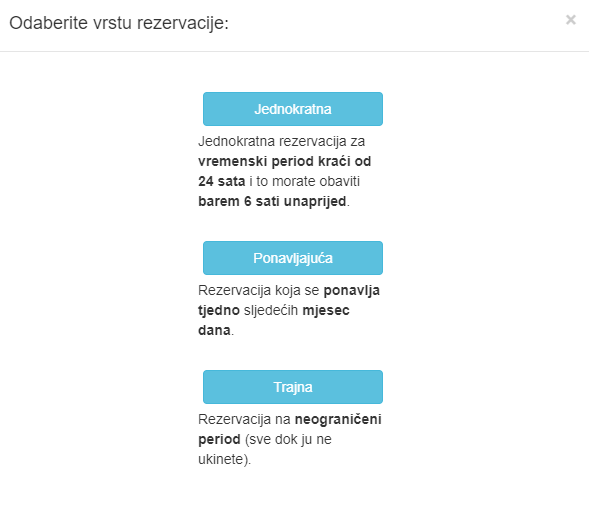 Odaberite vrstu rezervacije:
×
Jednokratna
Jednokratna rezervacija za
vremenski period kraći od
24 sata i to morate obaviti
barem 6 sati unaprijed.
Ponavljajuća
Rezervacija koja se ponavlja
tjedno sljedećih mjesec
dana.
Trajna
Rezervacija na neograničeni
period (sve dok ju ne
ukinete).